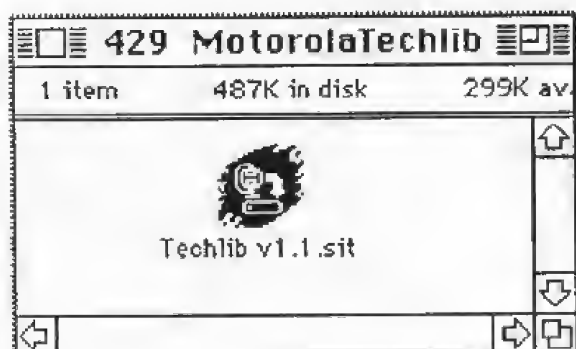 429 MotorolaTechlib
1 item 487K in disk 299K av
Techlib v1.1.sit